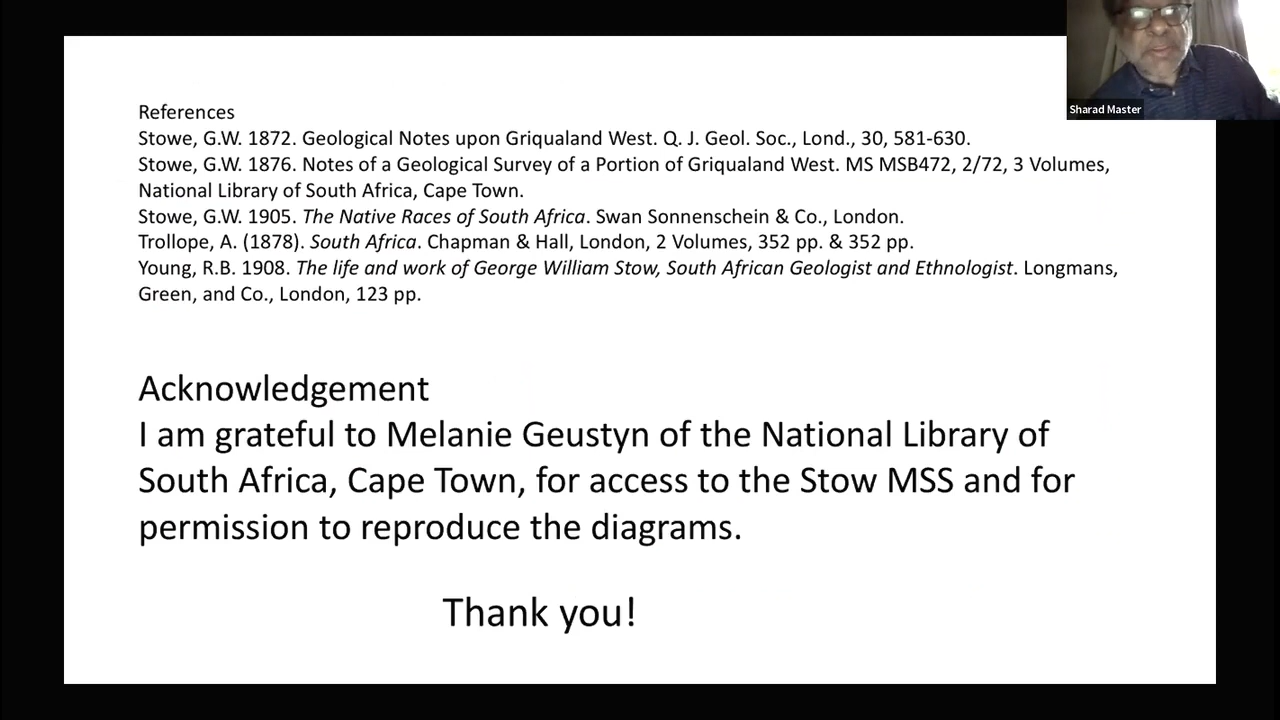 References
Stowe, G.W. 1872. Geological Notes upon Griqualand West. Q. J. Geol. Soc., Lond., 30, 581-630.
Stowe, G.W. 1876. Notes of a Geological Survey of a Portion of Griqualand West. MS MSB472, 2/72, 3 Volumes,
National Library of South Africa, Cape Town.
Stowe, G.W. 1905. The Native Races of South Africa. Swan Sonnenschein & Co., London.
Trollope, A. (1878). South Africa. Chapman & Hall, London, 2 Volumes, 352 pp. & 352 pp.
Young, R.B. 1908. The life and work of George William Stow, South African Geologist and Ethnologist. Longmans,
Green, and Co., London, 123 pp.
Acknowledgement
I am grateful to Melanie Geustyn of the National Library of
South Africa, Cape Town, for access to the Stow MSS and for
permission to reproduce the diagrams.
Thank you!
Sharad Master